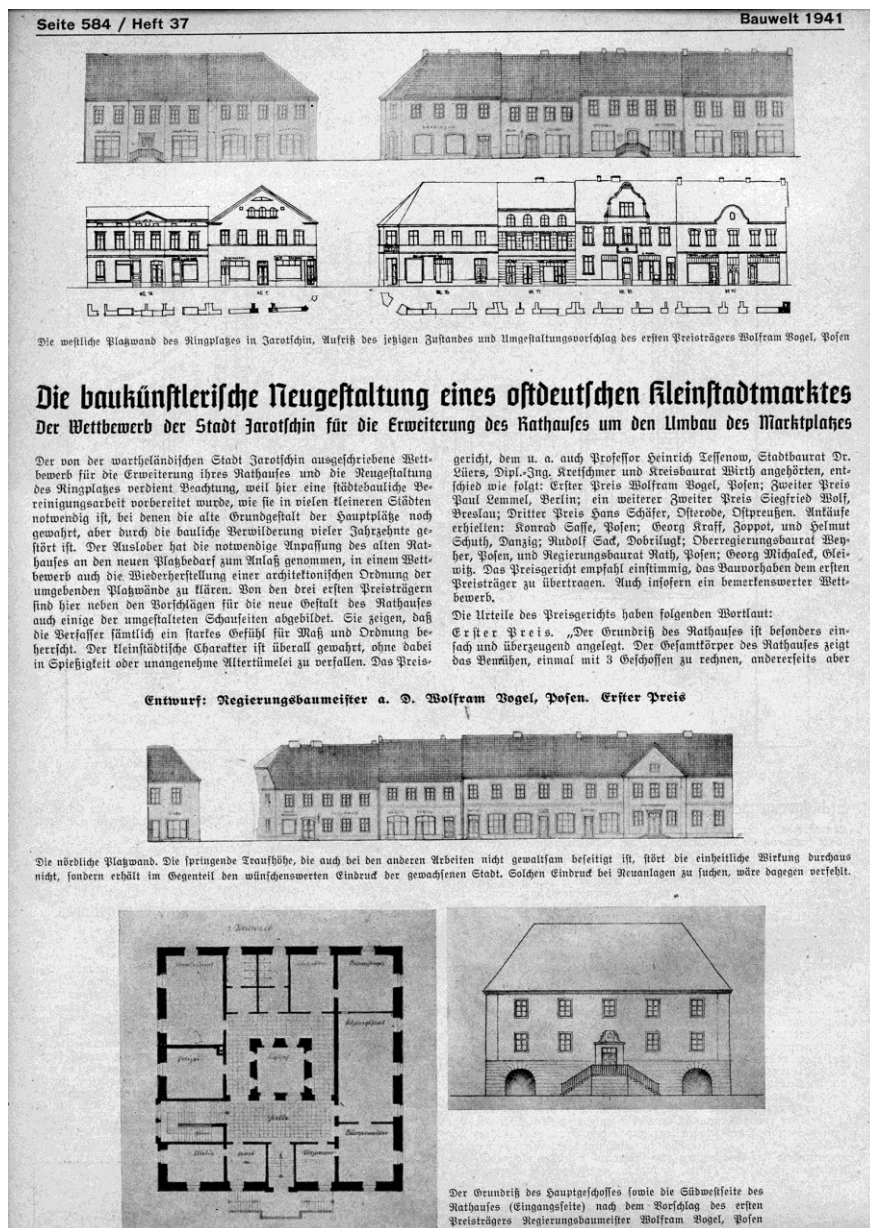 Seite 584 / Heft 37
Bauwelt 1941
Die westliche Platzwand des Ringplatzes in Jarotschin, Aufriß des jetzigen Zustandes und Umgestaltungsvorschlag des ersten Preisträgers Wolfram Vogel, Posen
Die baukünstlerische Neugestaltung eines ostdeutschen Kleinstadtmarktes
Der Wettbewerb der Stadt Jarotschin für die Erweiterung des Rathauses um den Umbau des Marktplatzes
Der von der wartheländischen Stadt Jarotschin ausgeschriebene Wett-
bewerb für die Erweiterung ihres Rathauses und die Neugestaltung
des Ringplatzes verdient Beachtung, weil hier eine städtebauliche Be-
reinigungsarbeit vorbereitet wurde, wie sie in vielen kleineren Städten
notwendig ist, bei denen die alte Grundgestalt der Hauptplätze noch
gewahrt, aber durch die bauliche Verwilderung vieler Jahrzehnte ge-
stört ist. Der Auslober hat die notwendige Anpassung des alten Rat-
hauses an den neuen Platzbedarf zum Anlaß genommen, in einem Wett-
bewerb auch die Wiederherstellung einer architektonischen Ordnung der
umgebenden Platzwände zu klären. Von den drei ersten Preisträgern
sind hier neben den Vorschlägen für die neue Gestalt des Rathauses
auch einige der umgestalteten Schauseiten abgebildet. Sie zeigen, daß
die Verfasser sämtlich ein starkes Gefühl für Maß und Ordnung be-
herrscht. Der kleinstädtische Charakter ist überall gewahrt, ohne dabei
in Spießigkeit oder unangenehme Altertümelei zu verfallen. Das Preis-
gericht, dem u. a. auch Professor Heinrich Tessenow, Stadtbaurat Dr.
Lüers, Dipl.-Ing. Kretschmer und Kreisbaurat Wirth angehörten, ent-
schied wie folgt: Erster Preis Wolfram Vogel, Posen; Zweiter Preis
Paul Lemmel, Berlin; ein weiterer Zweiter Preis Siegfried Wolf,
Breslau; Dritter Preis Hans Schäfer, Osterode, Ostpreußen. Ankäufe
erhielten: Konrad Sasse, Posen; Georg Kraff, Zoppot, und Helmut
Schuth, Danzig; Rudolf Sack, Dobrilugk; Oberregierungsbaurat Wey-
her, Posen, und Regierungsbaurat Rath, Posen; Georg Michaleck, Glei-
witz. Das Preisgericht empfahl einstimmig, das Bauvorhaben dem ersten
Preisträger zu übertragen. Auch insofern ein bemerkenswerter Wett-
bewerb.
Die Urteile des Preisgerichts haben folgenden Wortlaut:
Erster Preis. „Der Grundriß des Rathauses ist besonders ein-
fach und überzeugend angelegt. Der Gesamtkörper des Rathauses zeigt
das Bemühen, einmal mit 3 Geschossen zu rechnen, andererseits aber
Entwurf: Regierungsbaumeister a. D. Wolfram Vogel, Posen. Erster Preis
Die nördliche Platzwand. Die springende Traufhöhe, die auch bei den anderen Arbeiten nicht gewaltsam beseitigt ist, stört die einheitliche Wirkung durchaus
nicht, sondern erhält im Gegenteil den wünschenswerten Eindruck der gewachsenen Stadt. Solchen Eindruck bei Neuanlagen zu suchen, wäre dagegen verfehlt.
Halle
Bürgermeister
Der Grundriß des Hauptgeschosses sowie die Südwestseite des
Rathauses (Eingangsseite) nach dem Vorschlag des ersten
Preisträgers Regierungsbaumeister Wolfram Vogel, Posen